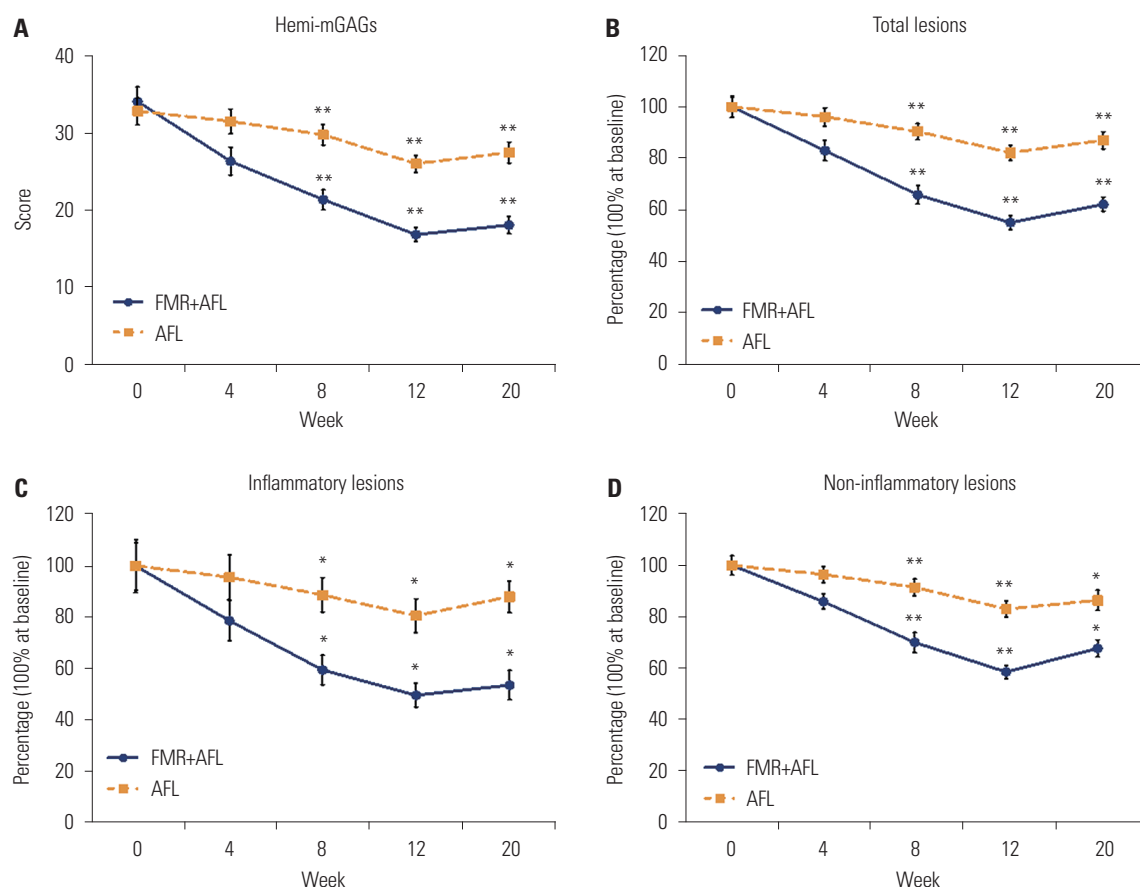 A Hemi-mGAGs
Score
40
30
20
10
0
** ** **
** ** **
FMR+AFL
AFL
0 4 8 12 20
Week
B Total lesions
Percentage (100% at baseline)
120
100
80
60
40
20
0
** ** **
** ** **
FMR+AFL
AFL
0 4 8 12 20
Week
C Inflammatory lesions
Percentage (100% at baseline)
120
100
80
60
40
20
0
* * *
* * *
FMR+AFL
AFL
0 4 8 12 20
Week
D Non-inflammatory lesions
Percentage (100% at baseline)
120
100
80
60
40
20
0
** ** *
** ** *
FMR+AFL
AFL
0 4 8 12 20
Week